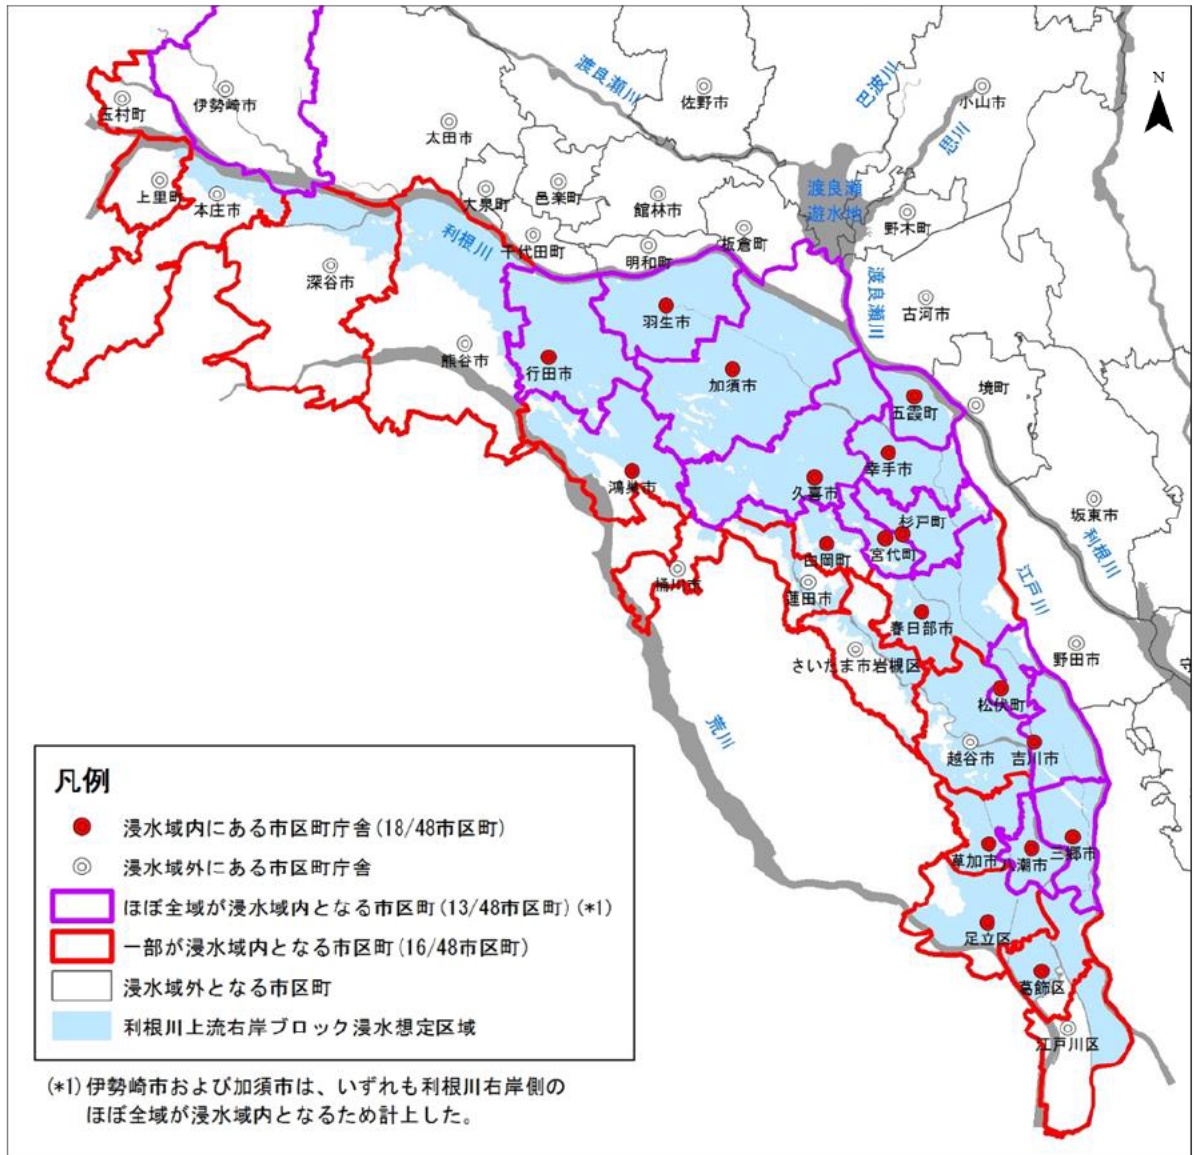 N
渡良瀬川
巴波川
思川
佐野市
小山市
伊勢崎市
玉村町
太田市
上里町
本庄市
大泉町
邑楽町
館林市
渡良瀬
遊水地
野木町
板倉町
利根川
千代田町
明和町
深谷市
渡良瀬川
古河市
羽生市
熊谷市
行田市
加須市
五霞町
境町
幸手市
鴻巣市
久喜市
杉戸町
坂東市
利根川
白岡町
宮代町
桶川市
蓮田市
江戸川
春日部市
さいたま市岩槻区
野田市
守
松伏町
荒川
越谷市
吉川市
草加市
八潮市
三郷市
足立区
葛飾区
江戸川区
凡例
浸水域内にある市区町庁舎(18/48市区町)
浸水域外にある市区町庁舎
ほぼ全域が浸水域内となる市区町(13/48市区町)(*1)
一部が浸水域内となる市区町(16/48市区町)
浸水域外となる市区町
利根川上流右岸ブロック浸水想定区域
(*1)伊勢崎市および加須市は、いずれも利根川右岸側の
ほぼ全域が浸水域内となるため計上した。